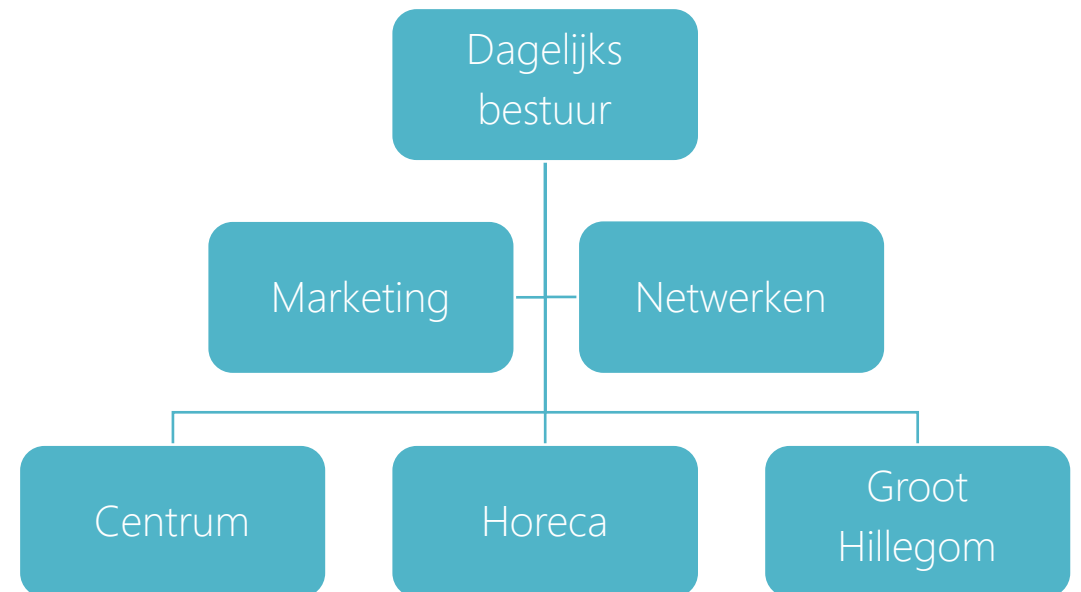 Dagelijks
bestuur
Marketing
Netwerken
Centrum
Horeca
Groot
Hillegom